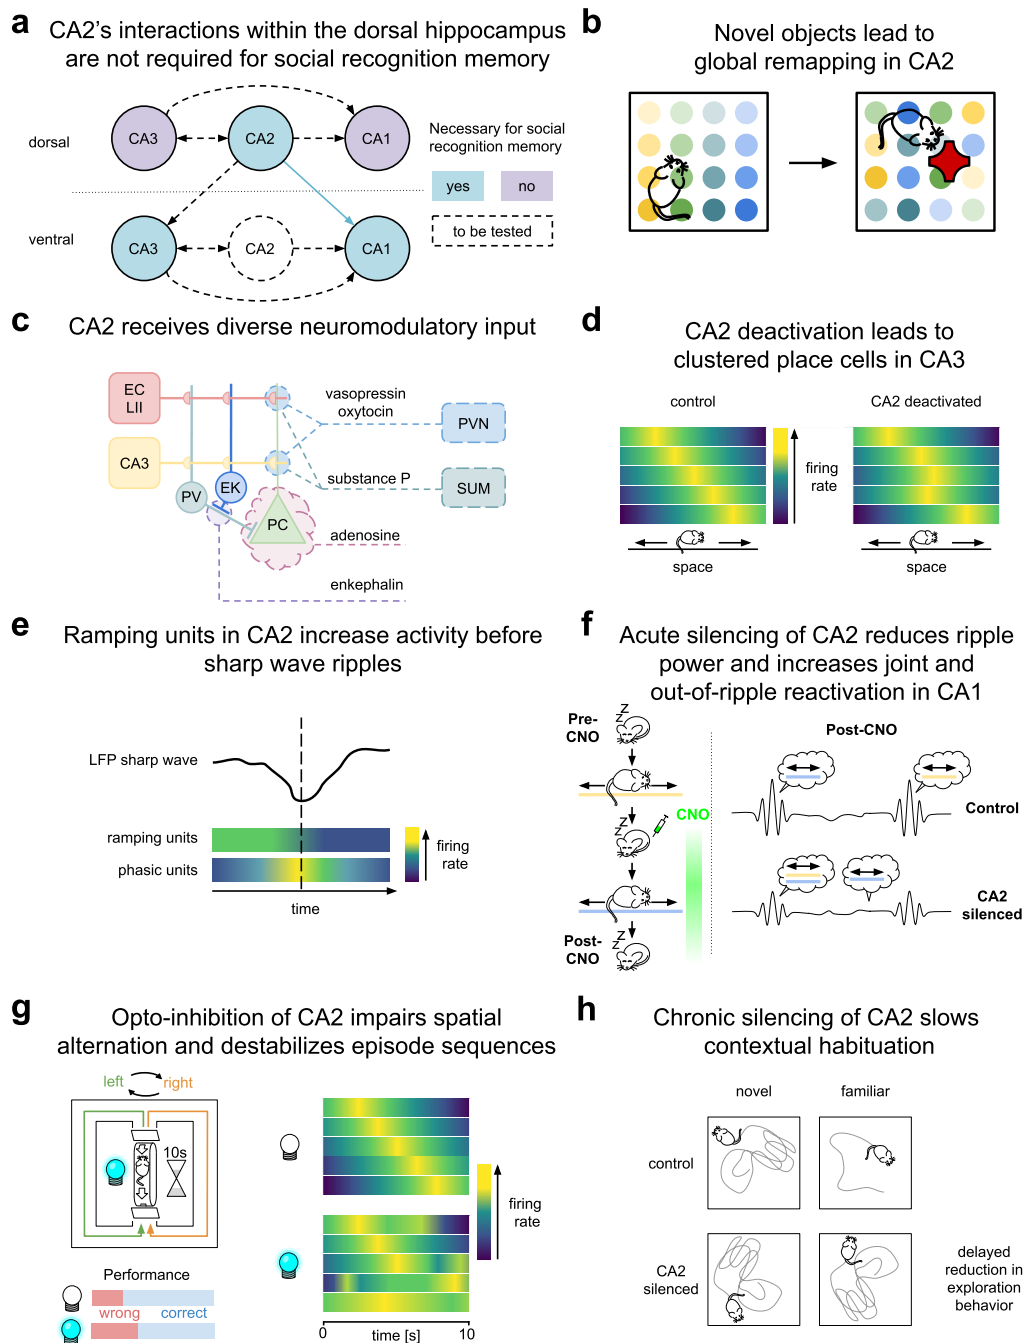 a
CA2's interactions within the dorsal hippocampus
are not required for social recognition memory
dorsal
CA3
CA2
CA1
Necessary for social
recognition memory
yes
no
to be tested
ventral
CA3
CA2
CA1
b
Novel objects lead to
global remapping in CA2
c
CA2 receives diverse neuromodulatory input
EC
LII
CA3
PV
EK
PC
vasopressin
oxytocin
PVN
substance P
SUM
adenosine
enkephalin
d
CA2 deactivation leads to
clustered place cells in CA3
control
CA2 deactivated
firing
rate
space
space
e
Ramping units in CA2 increase activity before
sharp wave ripples
LFP sharp wave
ramping units
phasic units
firing
rate
time
f
Acute silencing of CA2 reduces ripple
power and increases joint and
out-of-ripple reactivation in CA1
Pre-
CNO
z
z
CNO
z
z
Post-
CNO
Post-CNO
Control
CA2
silenced
g
Opto-inhibition of CA2 impairs spatial
alternation and destabilizes episode sequences
left
right
10s
Performance
wrong
correct
firing
rate
0
time [s]
10
h
Chronic silencing of CA2 slows
contextual habituation
novel
familiar
control
CA2
silenced
delayed
reduction in
exploration
behavior